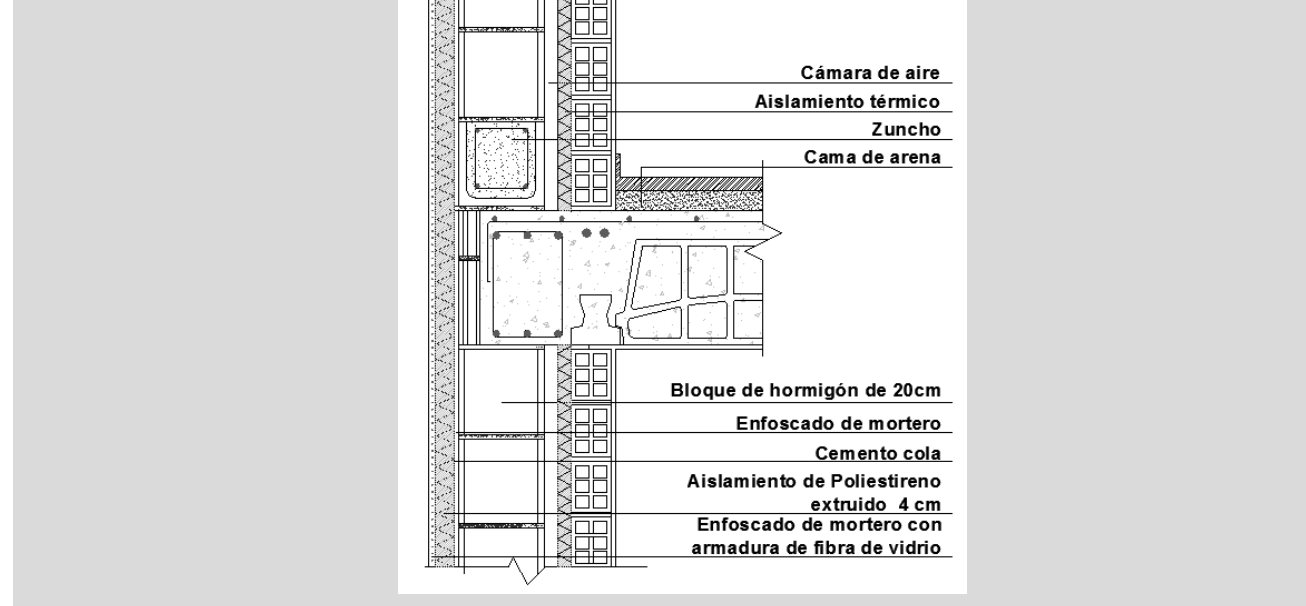 Cámara de aire
Aislamiento térmico
Zuncho
Cama de arena
Bloque de hormigón de 20cm
Enfoscado de mortero
Cemento cola
Aislamiento de Poliestireno
extruido 4 cm
Enfoscado de mortero con
armadura de fibra de vidrio